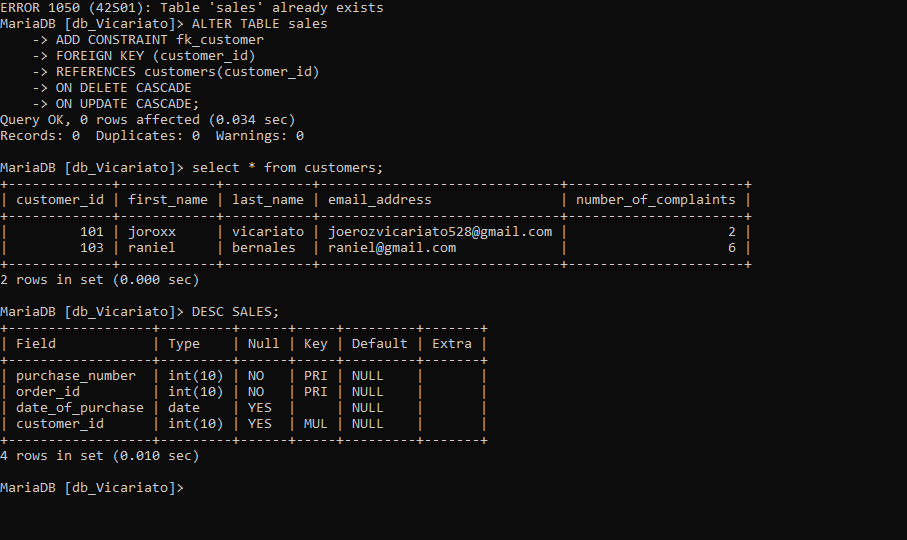 ERROR 1050 (42S01): Table 'sales' already exists
MariaDB [db_Vicariato]> ALTER TABLE sales
    -> ADD CONSTRAINT fk_customer
    -> FOREIGN KEY (customer_id)
    -> REFERENCES customers(customer_id)
    -> ON DELETE CASCADE
    -> ON UPDATE CASCADE;
Query OK, 0 rows affected (0.034 sec)
Records: 0  Duplicates: 0  Warnings: 0

MariaDB [db_Vicariato]> select * from customers;
+-------------+------------+-----------+------------------------------+----------------------+
| customer_id | first_name | last_name | email_address                | number_of_complaints |
+-------------+------------+-----------+------------------------------+----------------------+
|         101 | joroxx     | vicariato | joerozvicariato528@gmail.com |                    2 |
|         103 | raniel     | bernales  | raniel@gmail.com             |                    6 |
+-------------+------------+-----------+------------------------------+----------------------+
2 rows in set (0.000 sec)

MariaDB [db_Vicariato]> DESC SALES;
+------------------+---------+------+-----+---------+-------+
| Field            | Type    | Null | Key | Default | Extra |
+------------------+---------+------+-----+---------+-------+
| purchase_number  | int(10) | NO   | PRI | NULL    |       |
| order_id         | int(10) | NO   | PRI | NULL    |       |
| date_of_purchase | date    | YES  |     | NULL    |       |
| customer_id      | int(10) | YES  | MUL | NULL    |       |
+------------------+---------+------+-----+---------+-------+
4 rows in set (0.010 sec)

MariaDB [db_Vicariato]>